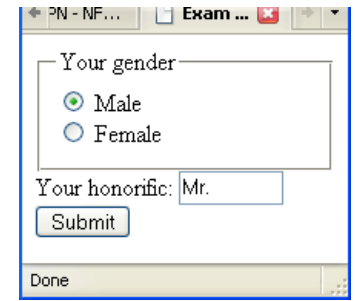 PN - NF... Exam ...
Your gender
Male
Female
Your honorific: Mr.
Submit
Done